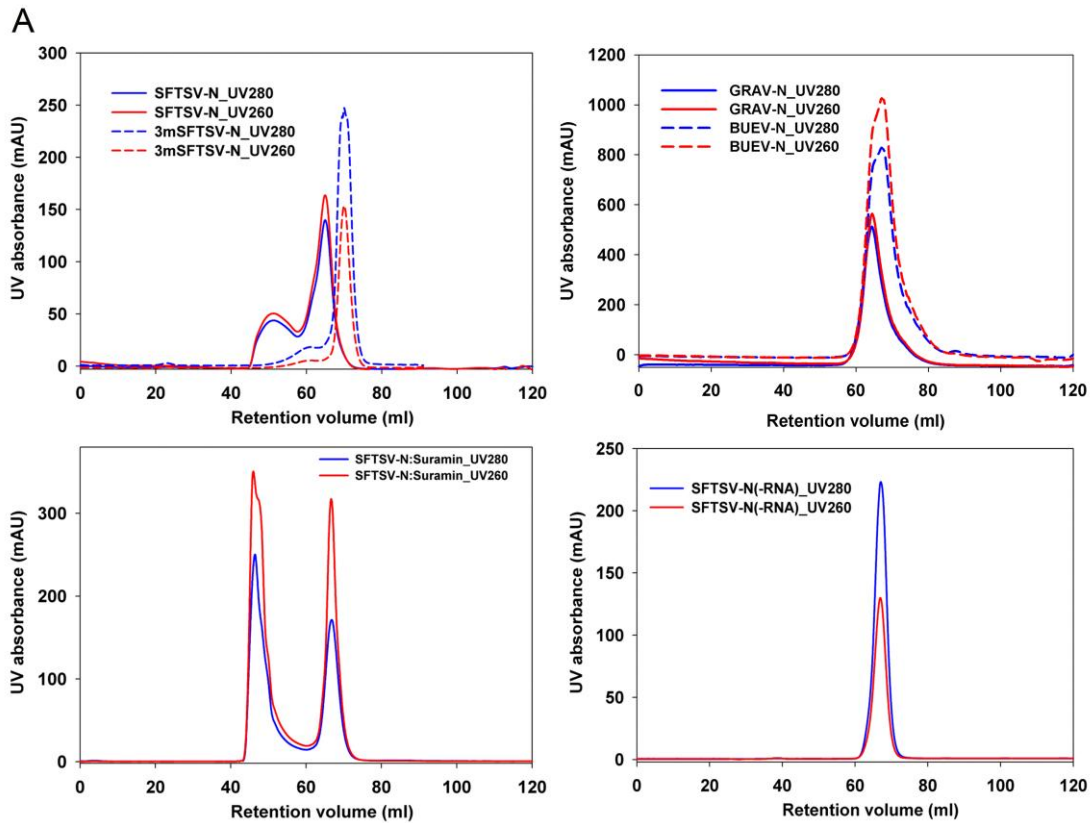 A
300
250
200
150
100
50
0
UV absorbance (mAU)
SFTSV-N_UV280
SFTSV-N_UV260
3mSFTSV-N_UV280
3mSFTSV-N_UV260
0 20 40 60 80 100 120
Retention volume (ml)
1200
1000
800
600
400
200
0
UV absorbance (mAU)
GRAV-N_UV280
GRAV-N_UV260
BUEV-N_UV280
BUEV-N_UV260
0 20 40 60 80 100 120
Retention volume (ml)
300
200
100
0
UV absorbance (mAU)
SFTSV-N:Suramin_UV280
SFTSV-N:Suramin_UV260
0 20 40 60 80 100 120
Retention volume (ml)
250
200
150
100
50
0
UV absorbance (mAU)
SFTSV-N(-RNA)_UV280
SFTSV-N(-RNA)_UV260
0 20 40 60 80 100 120
Retention volume (ml)